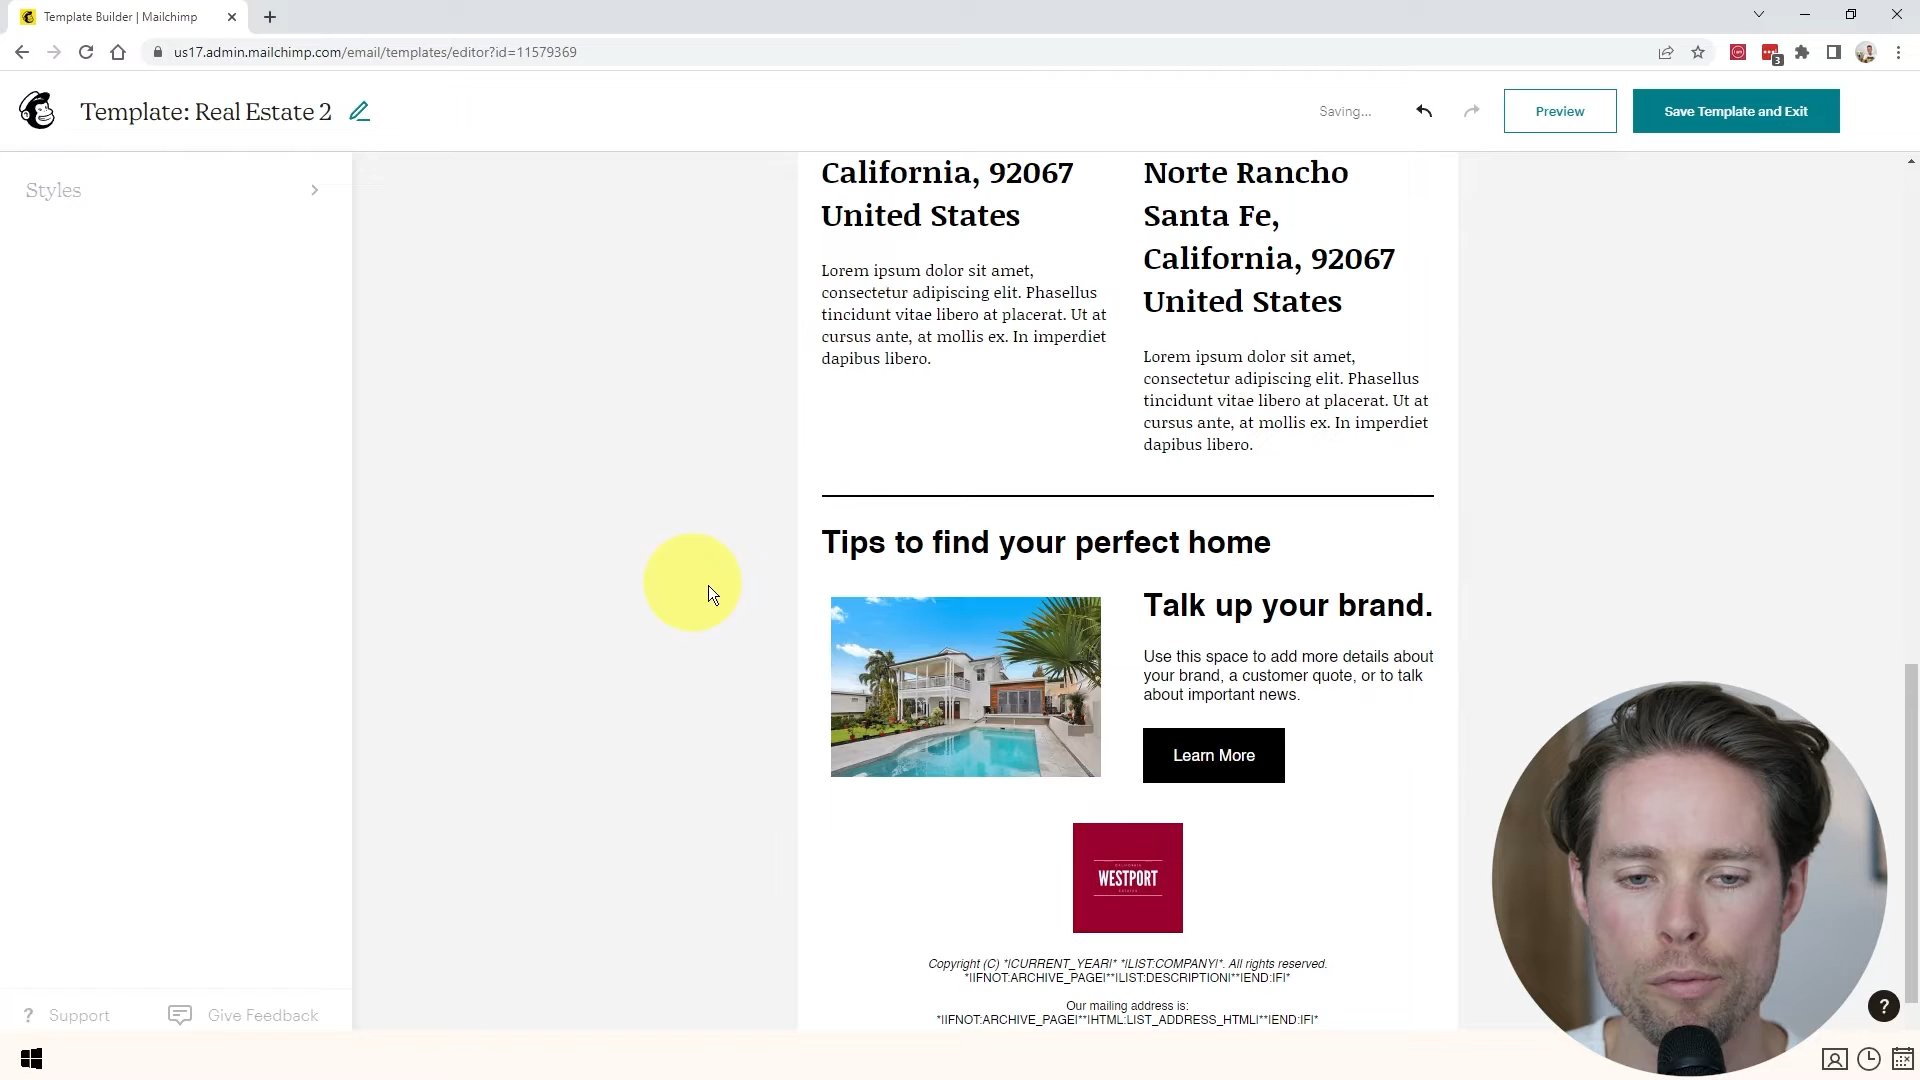 Template Builder | Mailchimp
us17.admin.mailchimp.com/email/templates/editor?id=11579369
3
Template: Real Estate 2
Saving...
Preview
Save Template and Exit
Styles
California, 92067
United States
Lorem ipsum dolor sit amet,
consectetur adipiscing elit. Phasellus
tincidunt vitae libero at placerat. Ut at
cursus ante, at mollis ex. In imperdiet
dapibus libero.
Norte Rancho
Santa Fe,
California, 92067
United States
Lorem ipsum dolor sit amet,
consectetur adipiscing elit. Phasellus
tincidunt vitae libero at placerat. Ut at
cursus ante, at mollis ex. In imperdiet
dapibus libero.
Tips to find your perfect home
Talk up your brand.
Use this space to add more details about
your brand, a customer quote, or to talk
about important news.
Learn More
CALIFORNIA
WESTPORT
ESTATES
Copyright (C) *|CURRENT_YEAR|* *|LIST:COMPANY|*. All rights reserved.
*|IFNOT:ARCHIVE_PAGE|**|LIST:DESCRIPTION|**|END:IF|*
Our mailing address is:
*|IFNOT:ARCHIVE_PAGE|**|HTML:LIST_ADDRESS_HTML|**|END:IF|*
? Support
Give Feedback
?